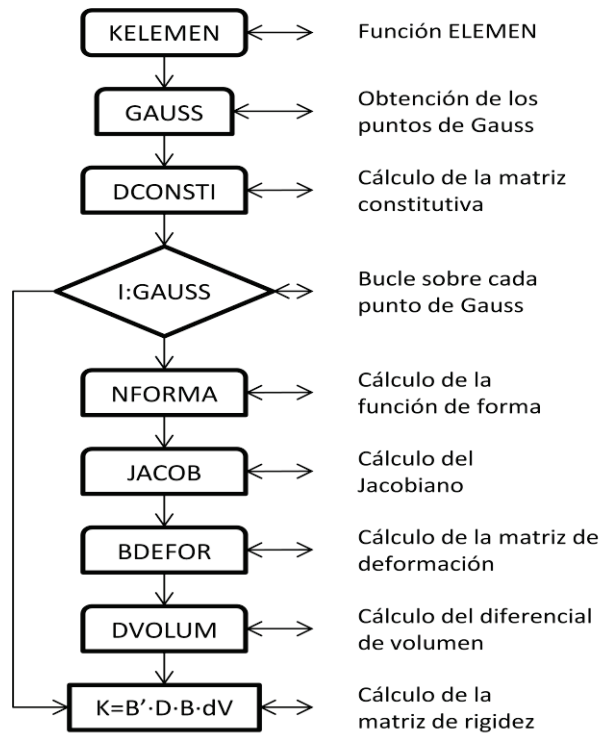 KELEMEN
Función ELEMEN
GAUSS
Obtención de los
puntos de Gauss
DCONSTI
Cálculo de la matriz
constitutiva
I:GAUSS
Bucle sobre cada
punto de Gauss
NFORMA
Cálculo de la
función de forma
JACOB
Cálculo del
Jacobiano
BDEFOR
Cálculo de la matriz de
deformación
DVOLUM
Cálculo del diferencial
de volumen
K=B'·D·B·dV
Cálculo de la
matriz de rigidez